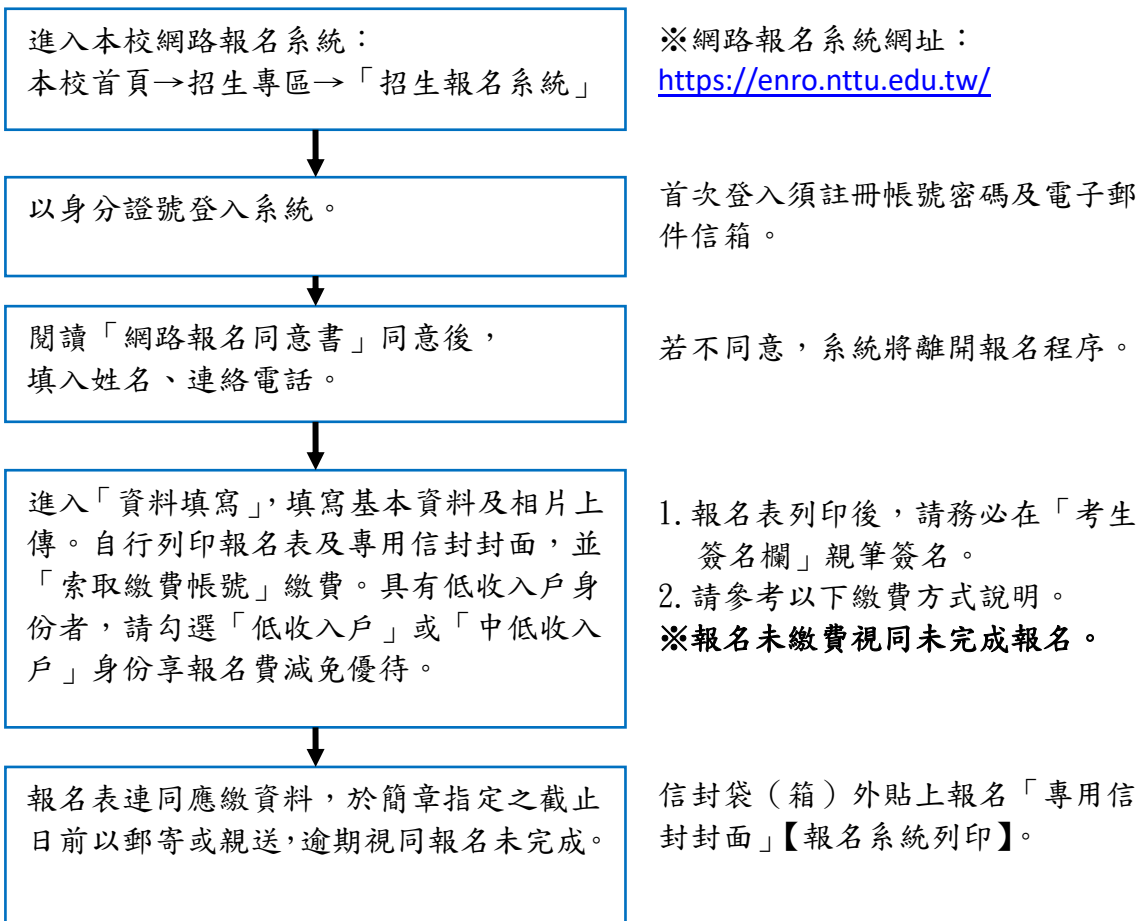 進入本校網路報名系統：
本校首頁→招生專區→「招生報名系統」
※網路報名系統網址：
https://enro.nttu.edu.tw/
以身分證號登入系統。
首次登入須註冊帳號密碼及電子郵
件信箱。
閱讀「網路報名同意書」同意後，
填入姓名、連絡電話。
若不同意，系統將離開報名程序。
進入「資料填寫」，填寫基本資料及相片上
傳。自行列印報名表及專用信封封面，並
「索取繳費帳號」繳費。具有低收入戶身
份者，請勾選「低收入戶」或「中低收入
戶」身份享報名費減免優待。
1.報名表列印後，請務必在「考生
簽名欄」親筆簽名。
2.請參考以下繳費方式說明。
※報名未繳費視同未完成報名。
報名表連同應繳資料，於簡章指定之截止
日前以郵寄或親送，逾期視同報名未完成。
信封袋（箱）外貼上報名「專用信
封封面」【報名系統列印】。